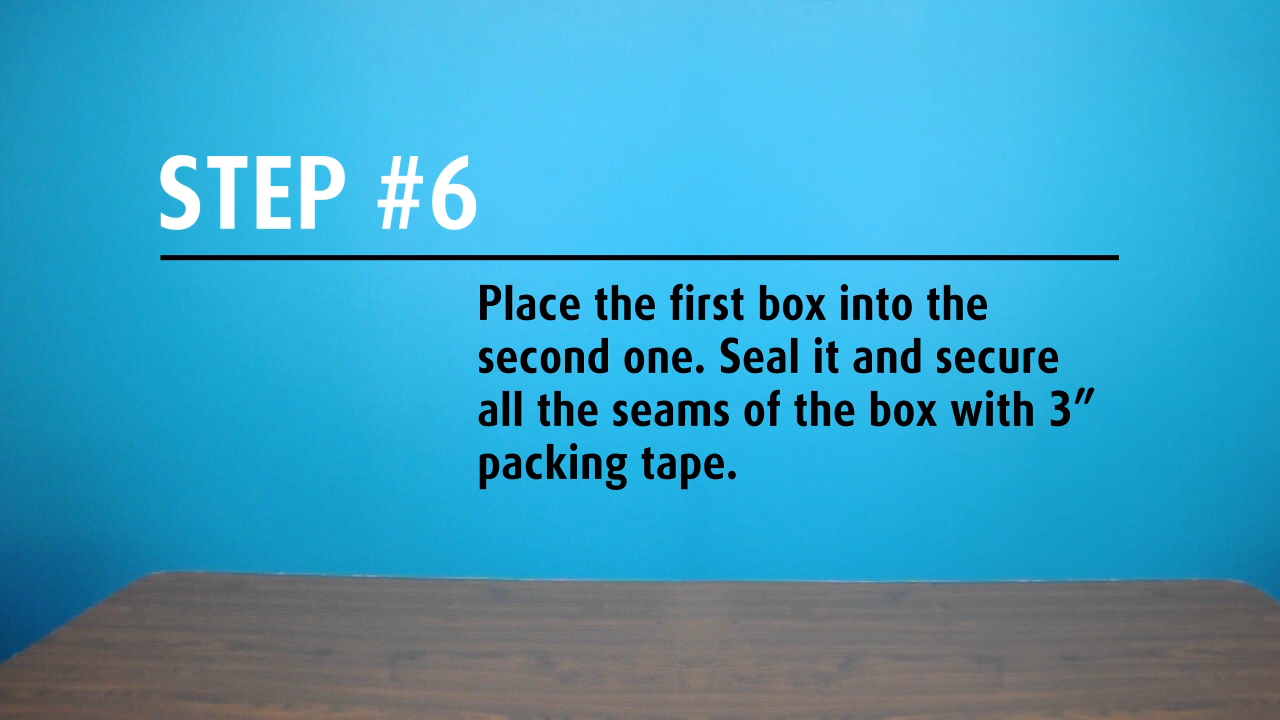 STEP #6
Place the first box into the
second one. Seal it and secure
all the seams of the box with 3”
packing tape.